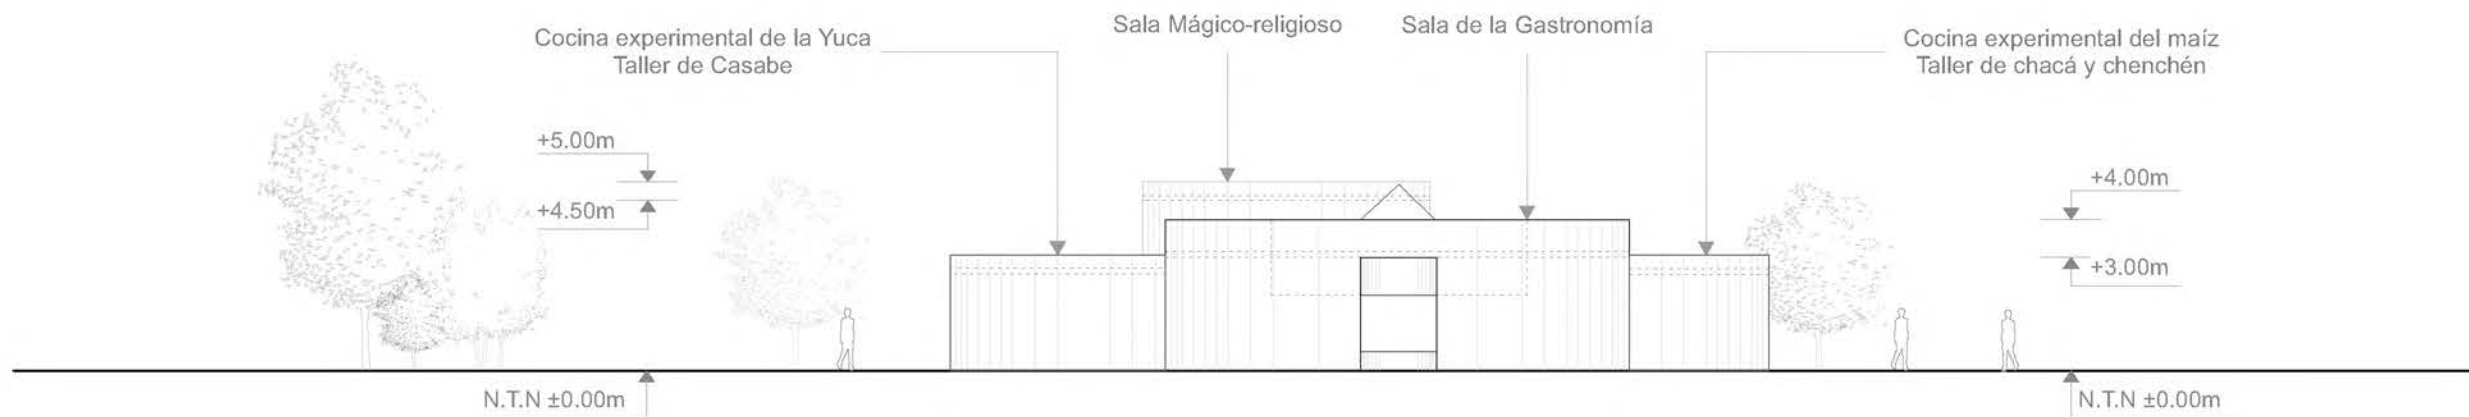 Sala Mágico-religioso
Sala de la Gastronomía
Cocina experimental de la Yuca
Taller de Casabe
Cocina experimental del maíz
Taller de chacá y chenchén
+5.00m
+4.50m
+4.00m
+3.00m
N.T.N ±0.00m
N.T.N ±0.00m